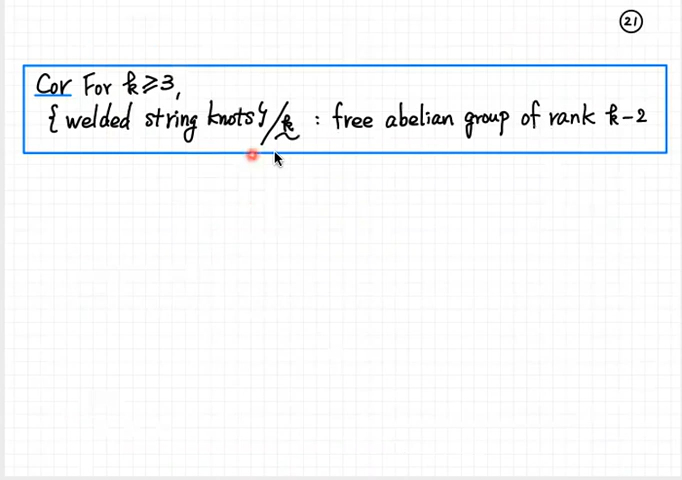 21
Cor For k≥3,
{ welded string knots }/k~ : free abelian group of rank k-2